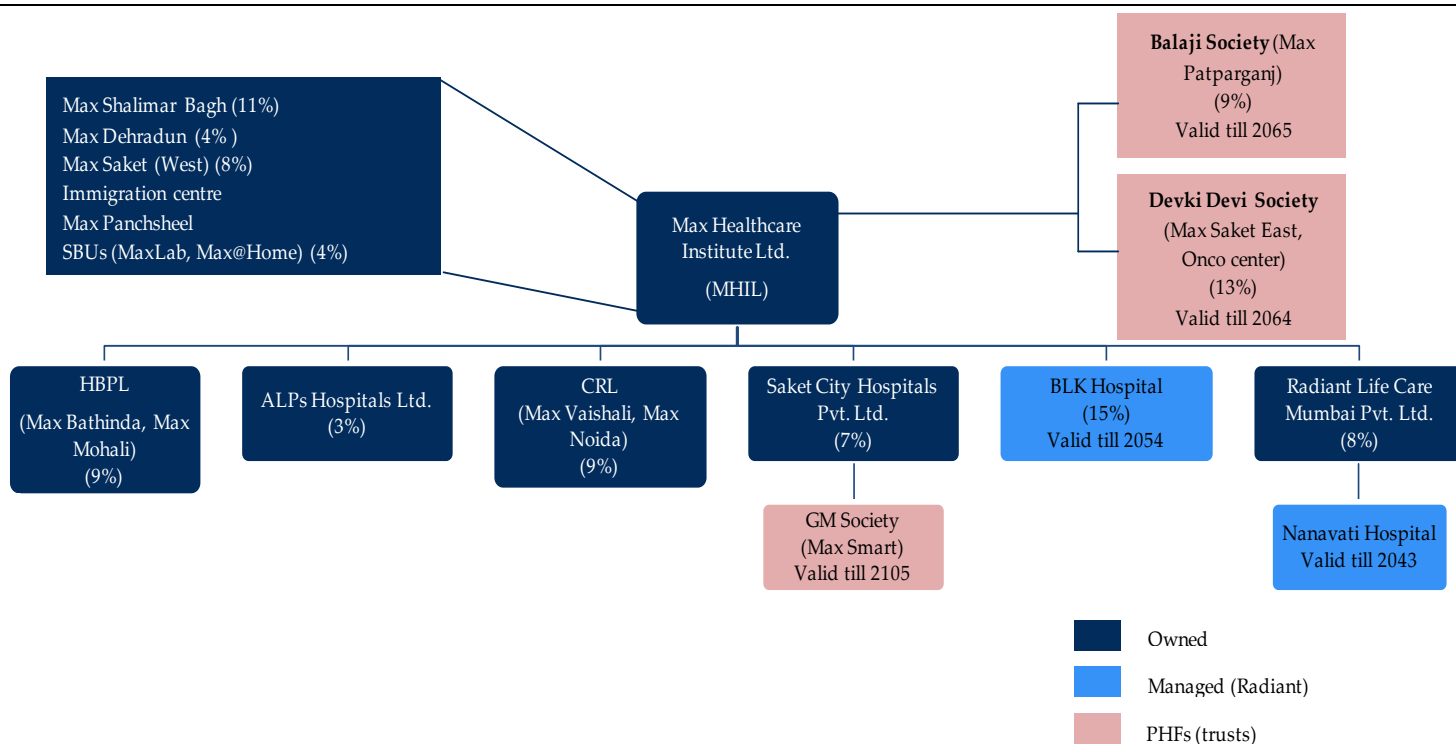 Max Shalimar Bagh (11%)
Max Dehradun (4% )
Max Saket (West) (8%)
Immigration centre
Max Panchsheel
SBUs (MaxLab, Max@Home) (4%)
Max Healthcare
Institute Ltd.
(MHIL)
Balaji Society (Max
Patparganj)
(9%)
Valid till 2065
Devki Devi Society
(Max Saket East,
Onco center)
(13%)
Valid till 2064
HBPL
(Max Bathinda, Max
Mohali)
(9%)
ALPs Hospitals Ltd.
(3%)
CRL
(Max Vaishali, Max
Noida)
(9%)
Saket City Hospitals
Pvt. Ltd.
(7%)
BLK Hospital
(15%)
Valid till 2054
Radiant Life Care
Mumbai Pvt. Ltd.
(8%)
GM Society
(Max Smart)
Valid till 2105
Nanavati Hospital
Valid till 2043
Owned
Managed (Radiant)
PHFs (trusts)